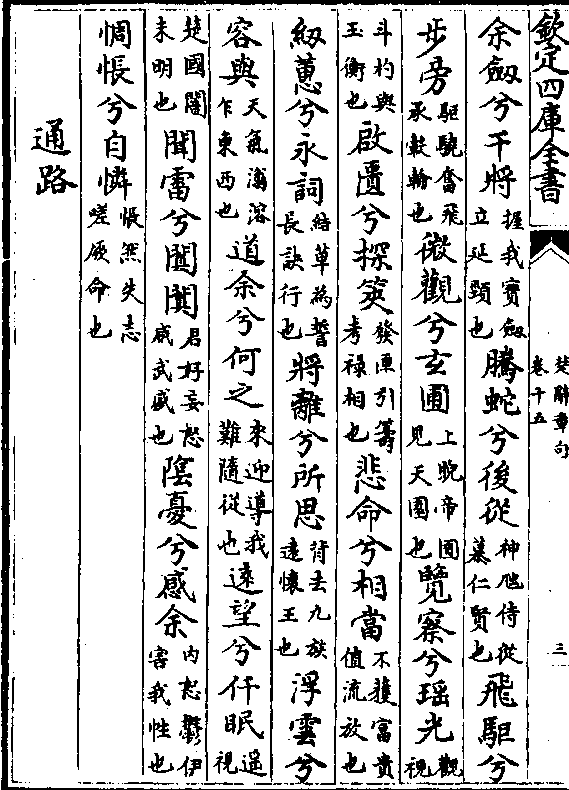 欽定四庫全書
楚辭章句
卷十五
三
余劔兮干將握我寶劔立延頸也騰蛇兮後從神虺侍從慕仁賢也飛駏兮
步旁駏驉奮飛承轂輪也微觀兮玄圃上睨帝圃見天園也覽察兮瑶光觀視
斗杓與玉衡也啟匱兮探筴發匣引籌考祿相也悲命兮相當不獲富貴值流放也
紉蕙兮永詞結草為誓長訣行也將離兮所思背去九族遠懷王也浮雲兮
容與天氣瀜溶乍東西也道余兮何之來迎導我難隨從也遠望兮仟眠遥視
楚國闇未明也聞雷兮闐闐君好妄怒威武盛也陰憂兮感余內愁鬱伊害我性也
惆悵兮自憐悵然失志嗟厥命也
通路